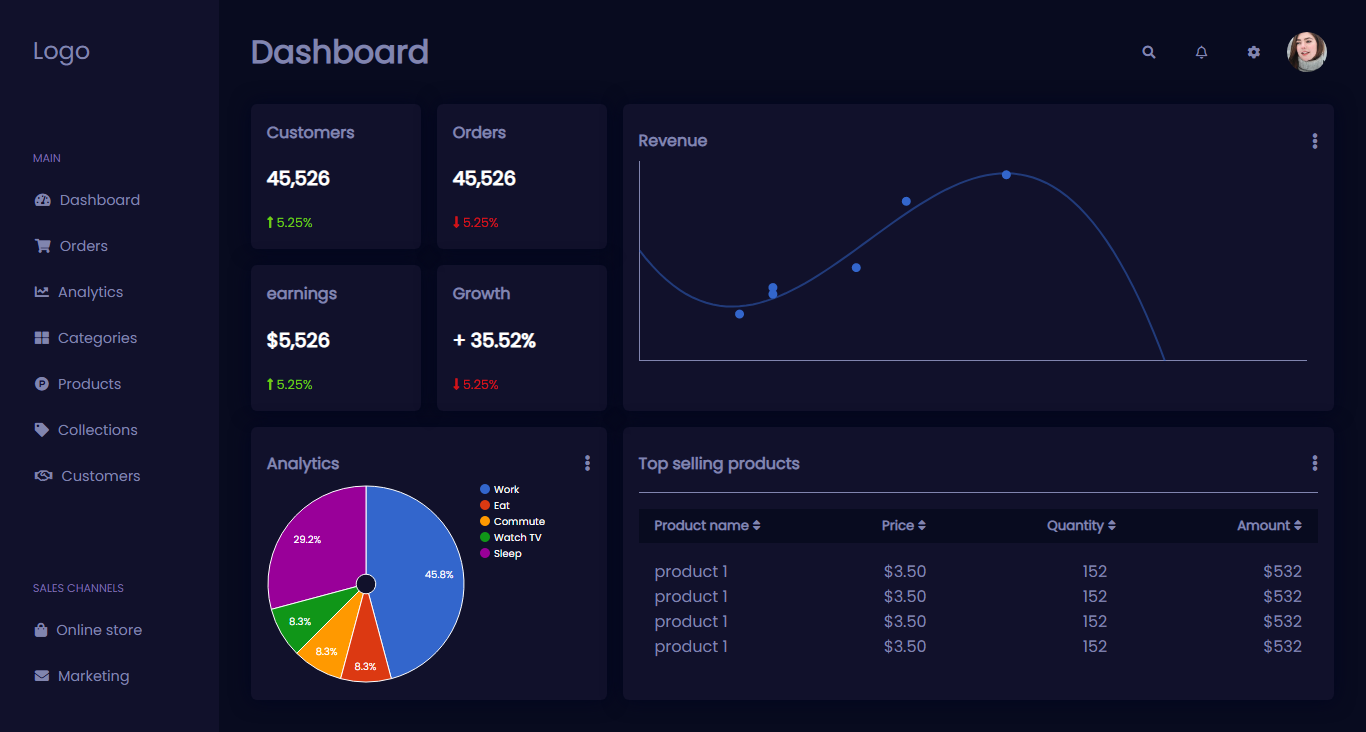 Logo
MAIN
Dashboard
Orders
Analytics
Categories
Products
Collections
Customers
SALES CHANNELS
Online store
Marketing
Dashboard
Customers
45,526
5.25%
Orders
45,526
5.25%
earnings
$5,526
5.25%
Growth
+ 35.52%
5.25%
Revenue
Analytics
29.2%
45.8%
8.3%
8.3%
8.3%
Work
Eat
Commute
Watch TV
Sleep
Top selling products
Product name Price Quantity Amount
product 1 $3.50 152 $532
product 1 $3.50 152 $532
product 1 $3.50 152 $532
product 1 $3.50 152 $532